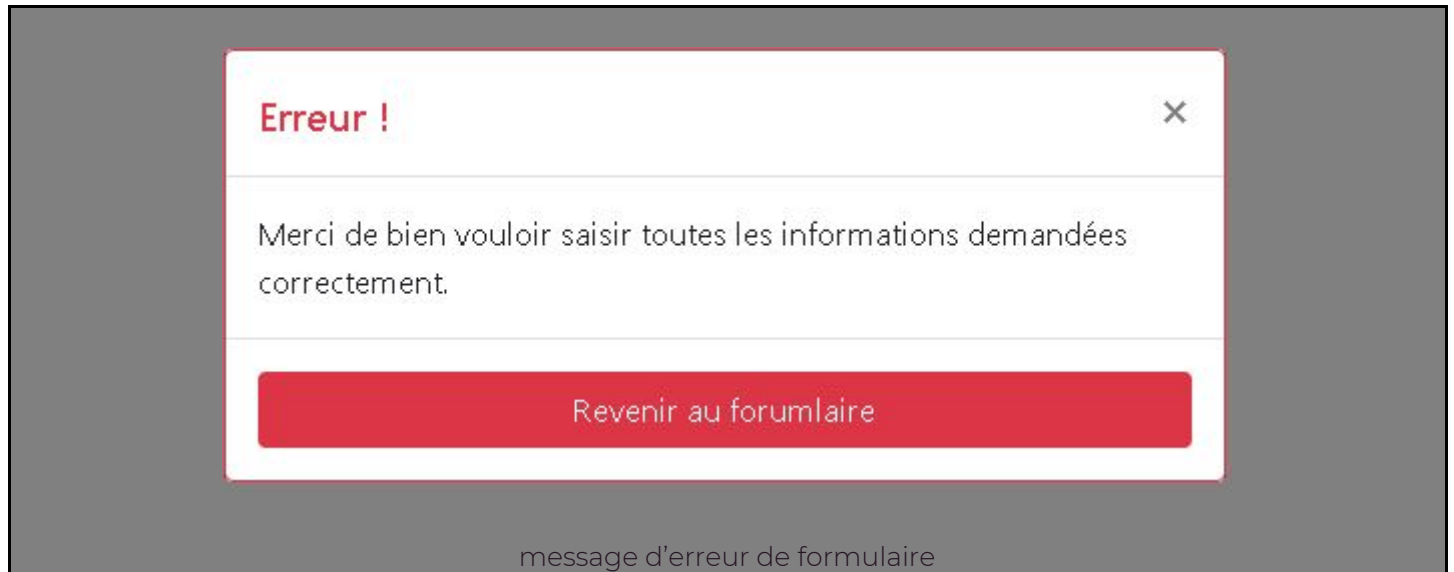 Erreur !
×
Merci de bien vouloir saisir toutes les informations demandées
correctement.
Revenir au forumlaire
message d’erreur de formulaire